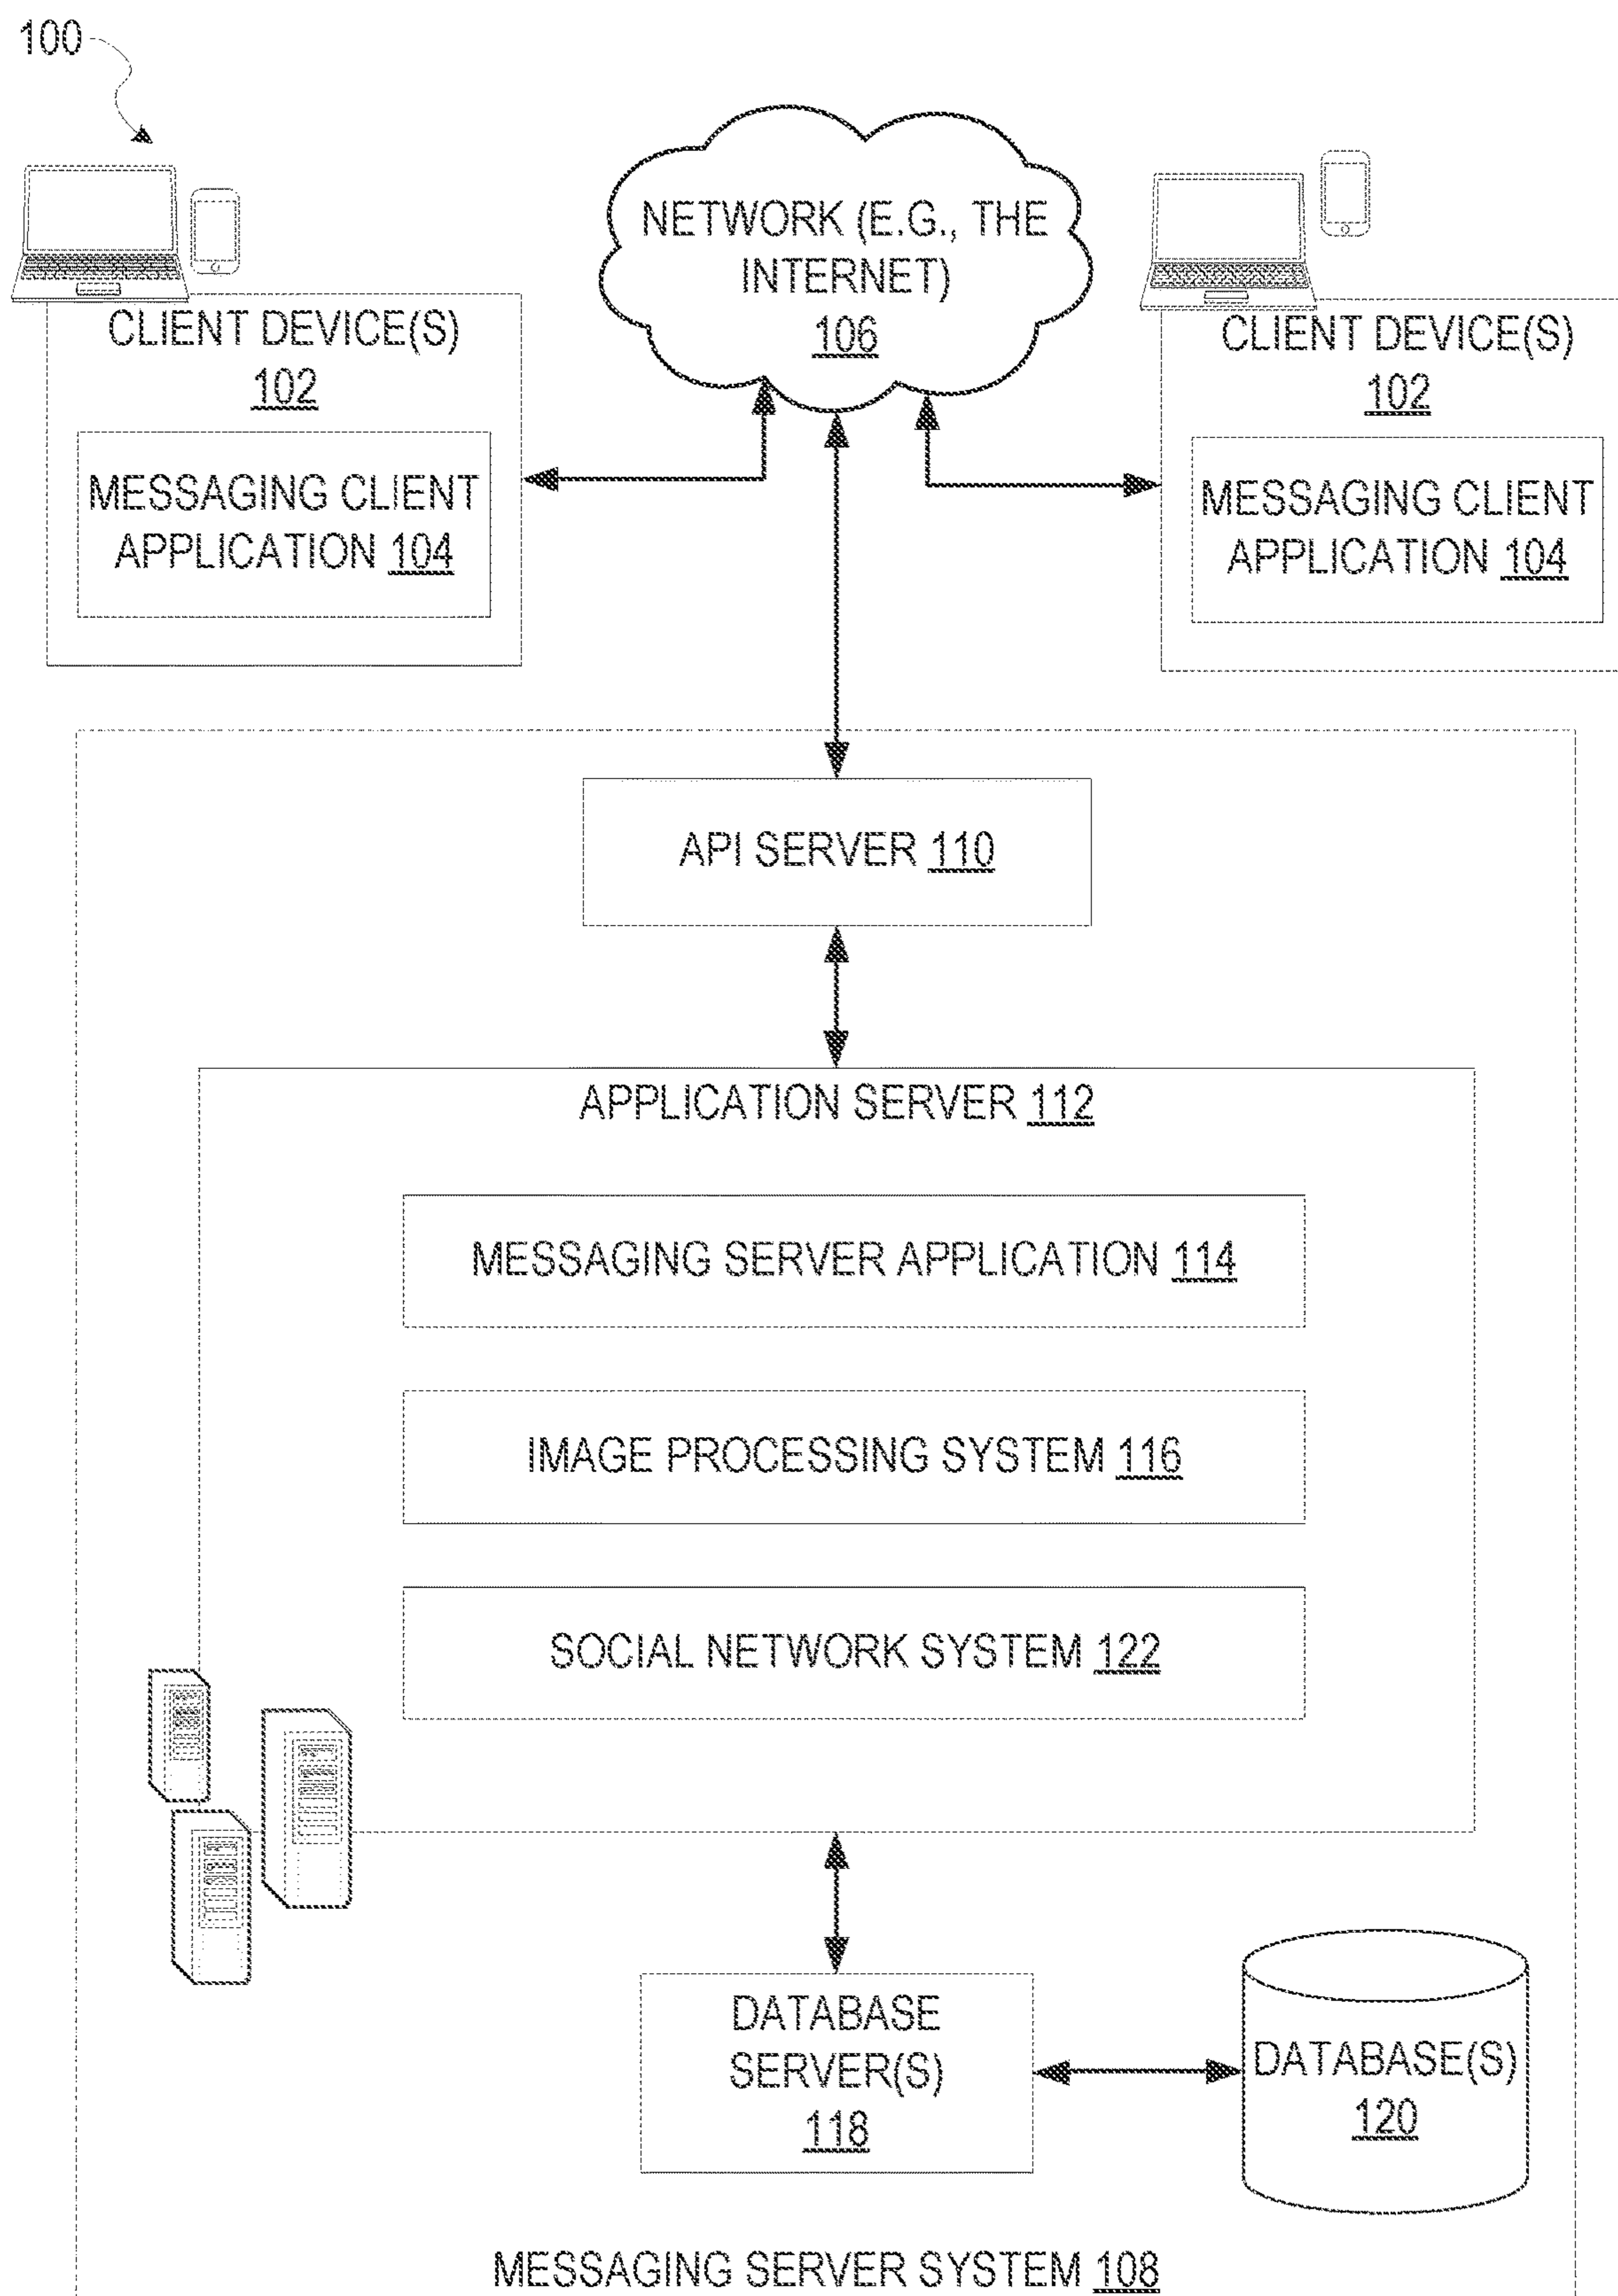 100
NETWORK (E.G., THE
INTERNET)
106
CLIENT DEVICE(S)
102
MESSAGING CLIENT
APPLICATION 104
CLIENT DEVICE(S)
102
MESSAGING CLIENT
APPLICATION 104
API SERVER 110
APPLICATION SERVER 112
MESSAGING SERVER APPLICATION 114
IMAGE PROCESSING SYSTEM 116
SOCIAL NETWORK SYSTEM 122
DATABASE
SERVER(S)
118
DATABASE(S)
120
MESSAGING SERVER SYSTEM 108